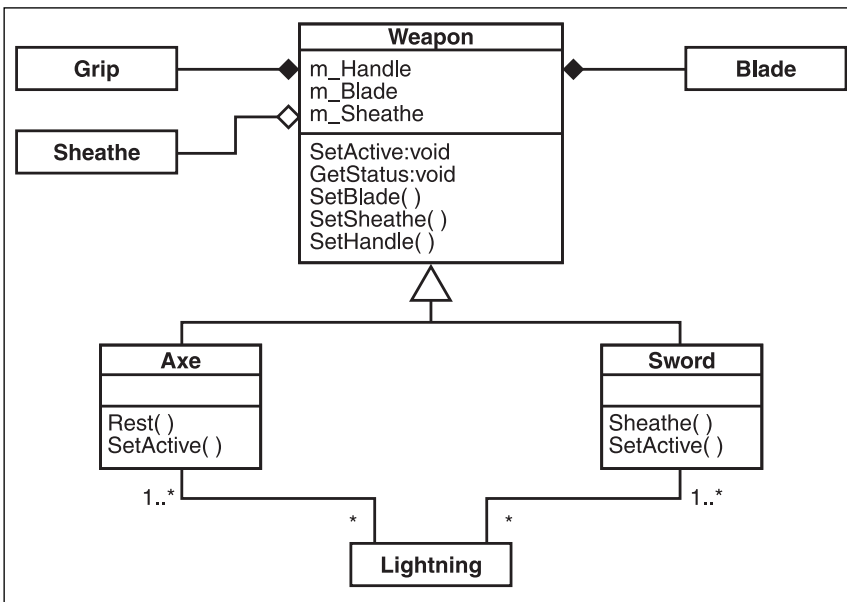 Weapon
Grip
m_Handle
Blade
m_Blade
m_Sheathe
Sheathe
SetActive:void
GetStatus:void
SetBlade( )
SetSheathe( )
SetHandle( )
Axe
Sword
Rest( )
SetActive( )
Sheathe( )
SetActive( )
1..*
*
*
1..*
Lightning